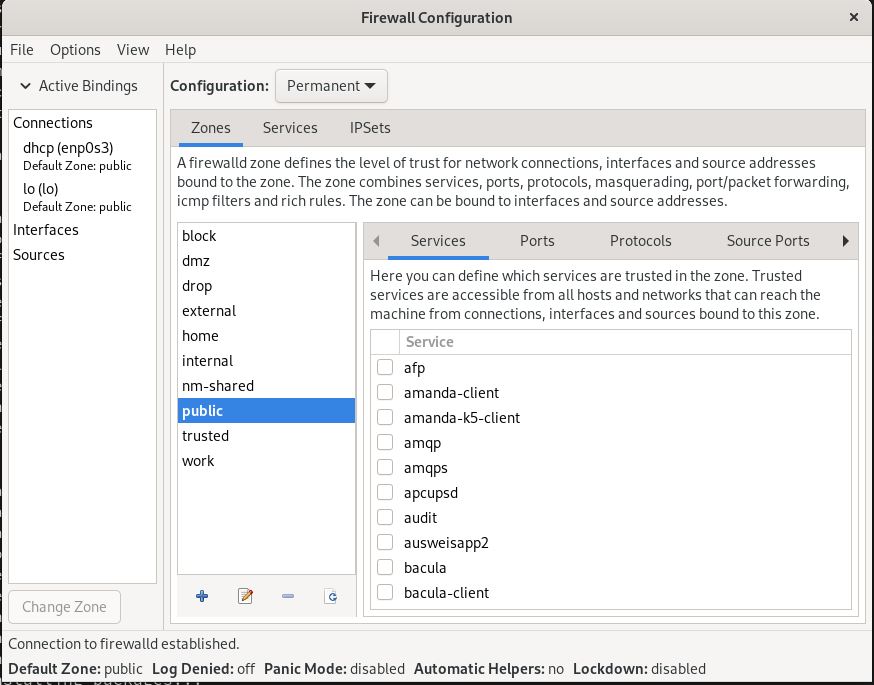 Firewall Configuration ×
File Options View Help
Active Bindings
Configuration: Permanent
Connections
dhcp (enp0s3)
Default Zone: public
lo (lo)
Default Zone: public
Interfaces
Sources
Change Zone
Zones Services IPSets
A firewalld zone defines the level of trust for network connections, interfaces and source addresses
bound to the zone. The zone combines services, ports, protocols, masquerading, port/packet forwarding,
icmp filters and rich rules. The zone can be bound to interfaces and source addresses.
block
dmz
drop
external
home
internal
nm-shared
public
trusted
work
Services Ports Protocols Source Ports
Here you can define which services are trusted in the zone. Trusted
services are accessible from all hosts and networks that can reach the
machine from connections, interfaces and sources bound to this zone.
Service
afp
amanda-client
amanda-k5-client
amqp
amqps
apcupsd
audit
ausweisapp2
bacula
bacula-client
Connection to firewalld established.
Default Zone: public Log Denied: off Panic Mode: disabled Automatic Helpers: no Lockdown: disabled